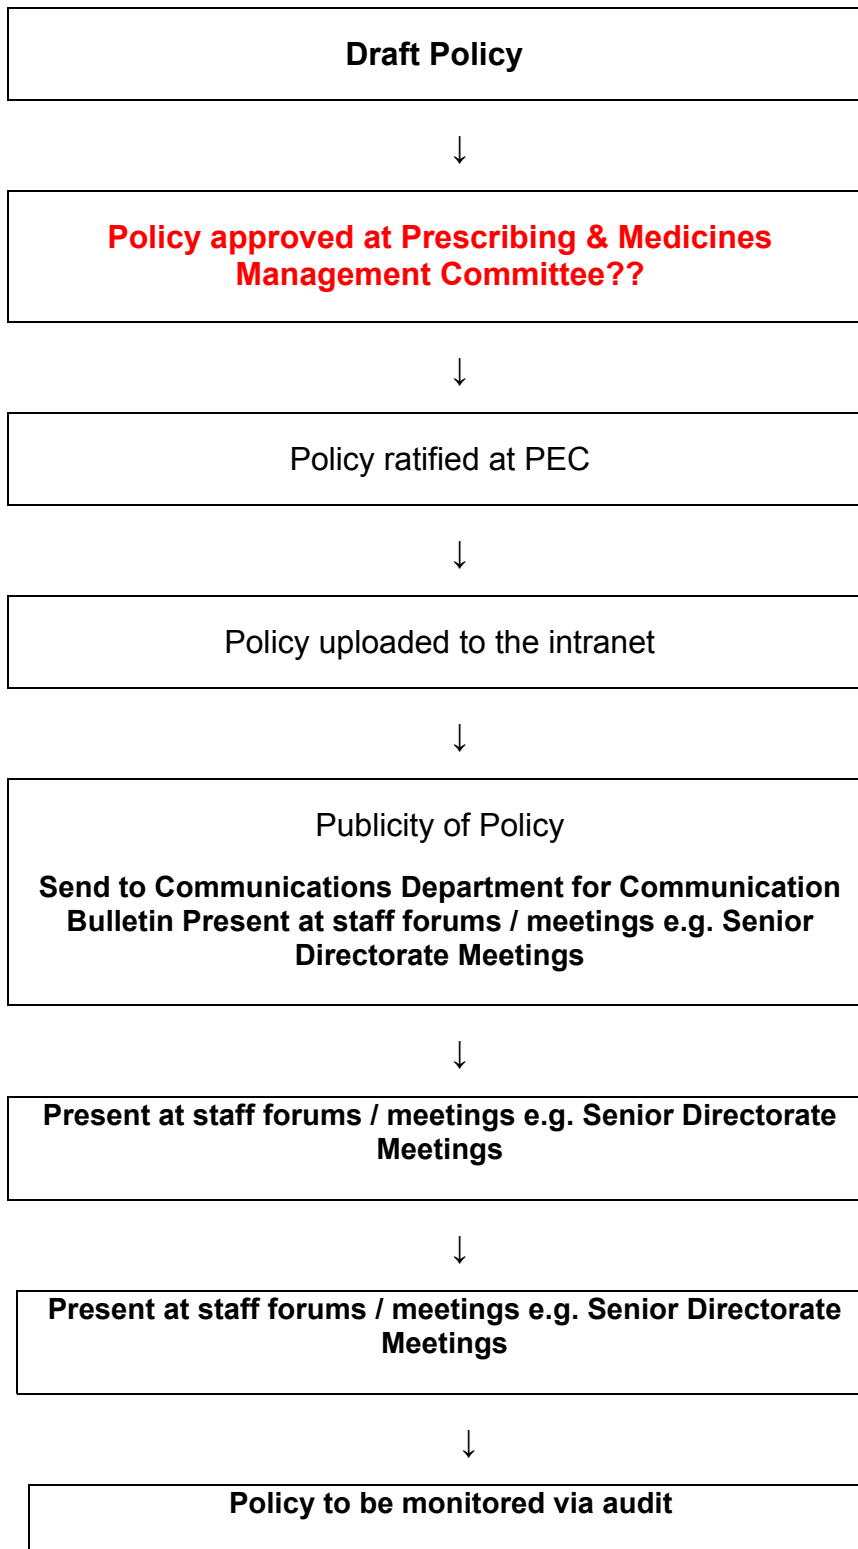 Draft Policy
↓
Policy approved at Prescribing & Medicines
Management Committee??
↓
Policy ratified at PEC
↓
Policy uploaded to the intranet
↓
Publicity of Policy
Send to Communications Department for Communication
Bulletin Present at staff forums / meetings e.g. Senior
Directorate Meetings
↓
Present at staff forums / meetings e.g. Senior Directorate
Meetings
↓
Present at staff forums / meetings e.g. Senior Directorate
Meetings
↓
Policy to be monitored via audit